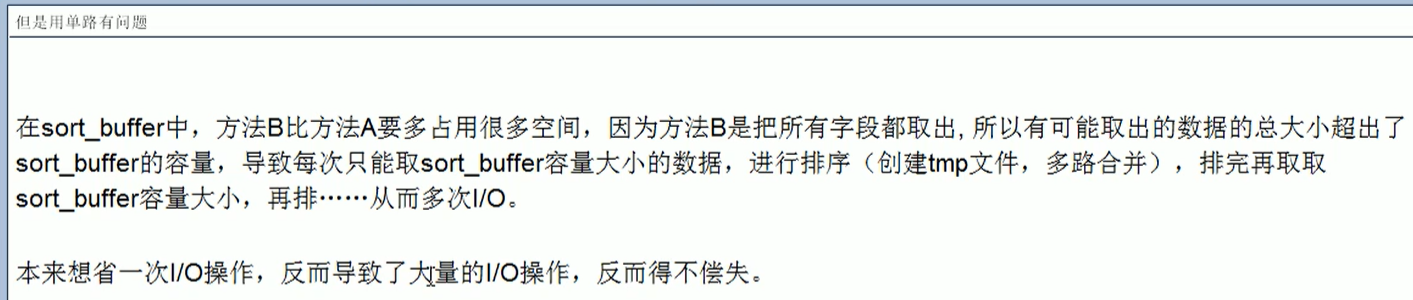 但是用单路有问题
在sort_buffer中，方法B比方法A要多占用很多空间，因为方法B是把所有字段都取出, 所以有可能取出的数据的总大小超出了
sort_buffer的容量，导致每次只能取sort_buffer容量大小的数据，进行排序（创建tmp文件，多路合并），排完再取取
sort_buffer容量大小，再排……从而多次I/O。
本来想省一次I/O操作，反而导致了大量的I/O操作，反而得不偿失。